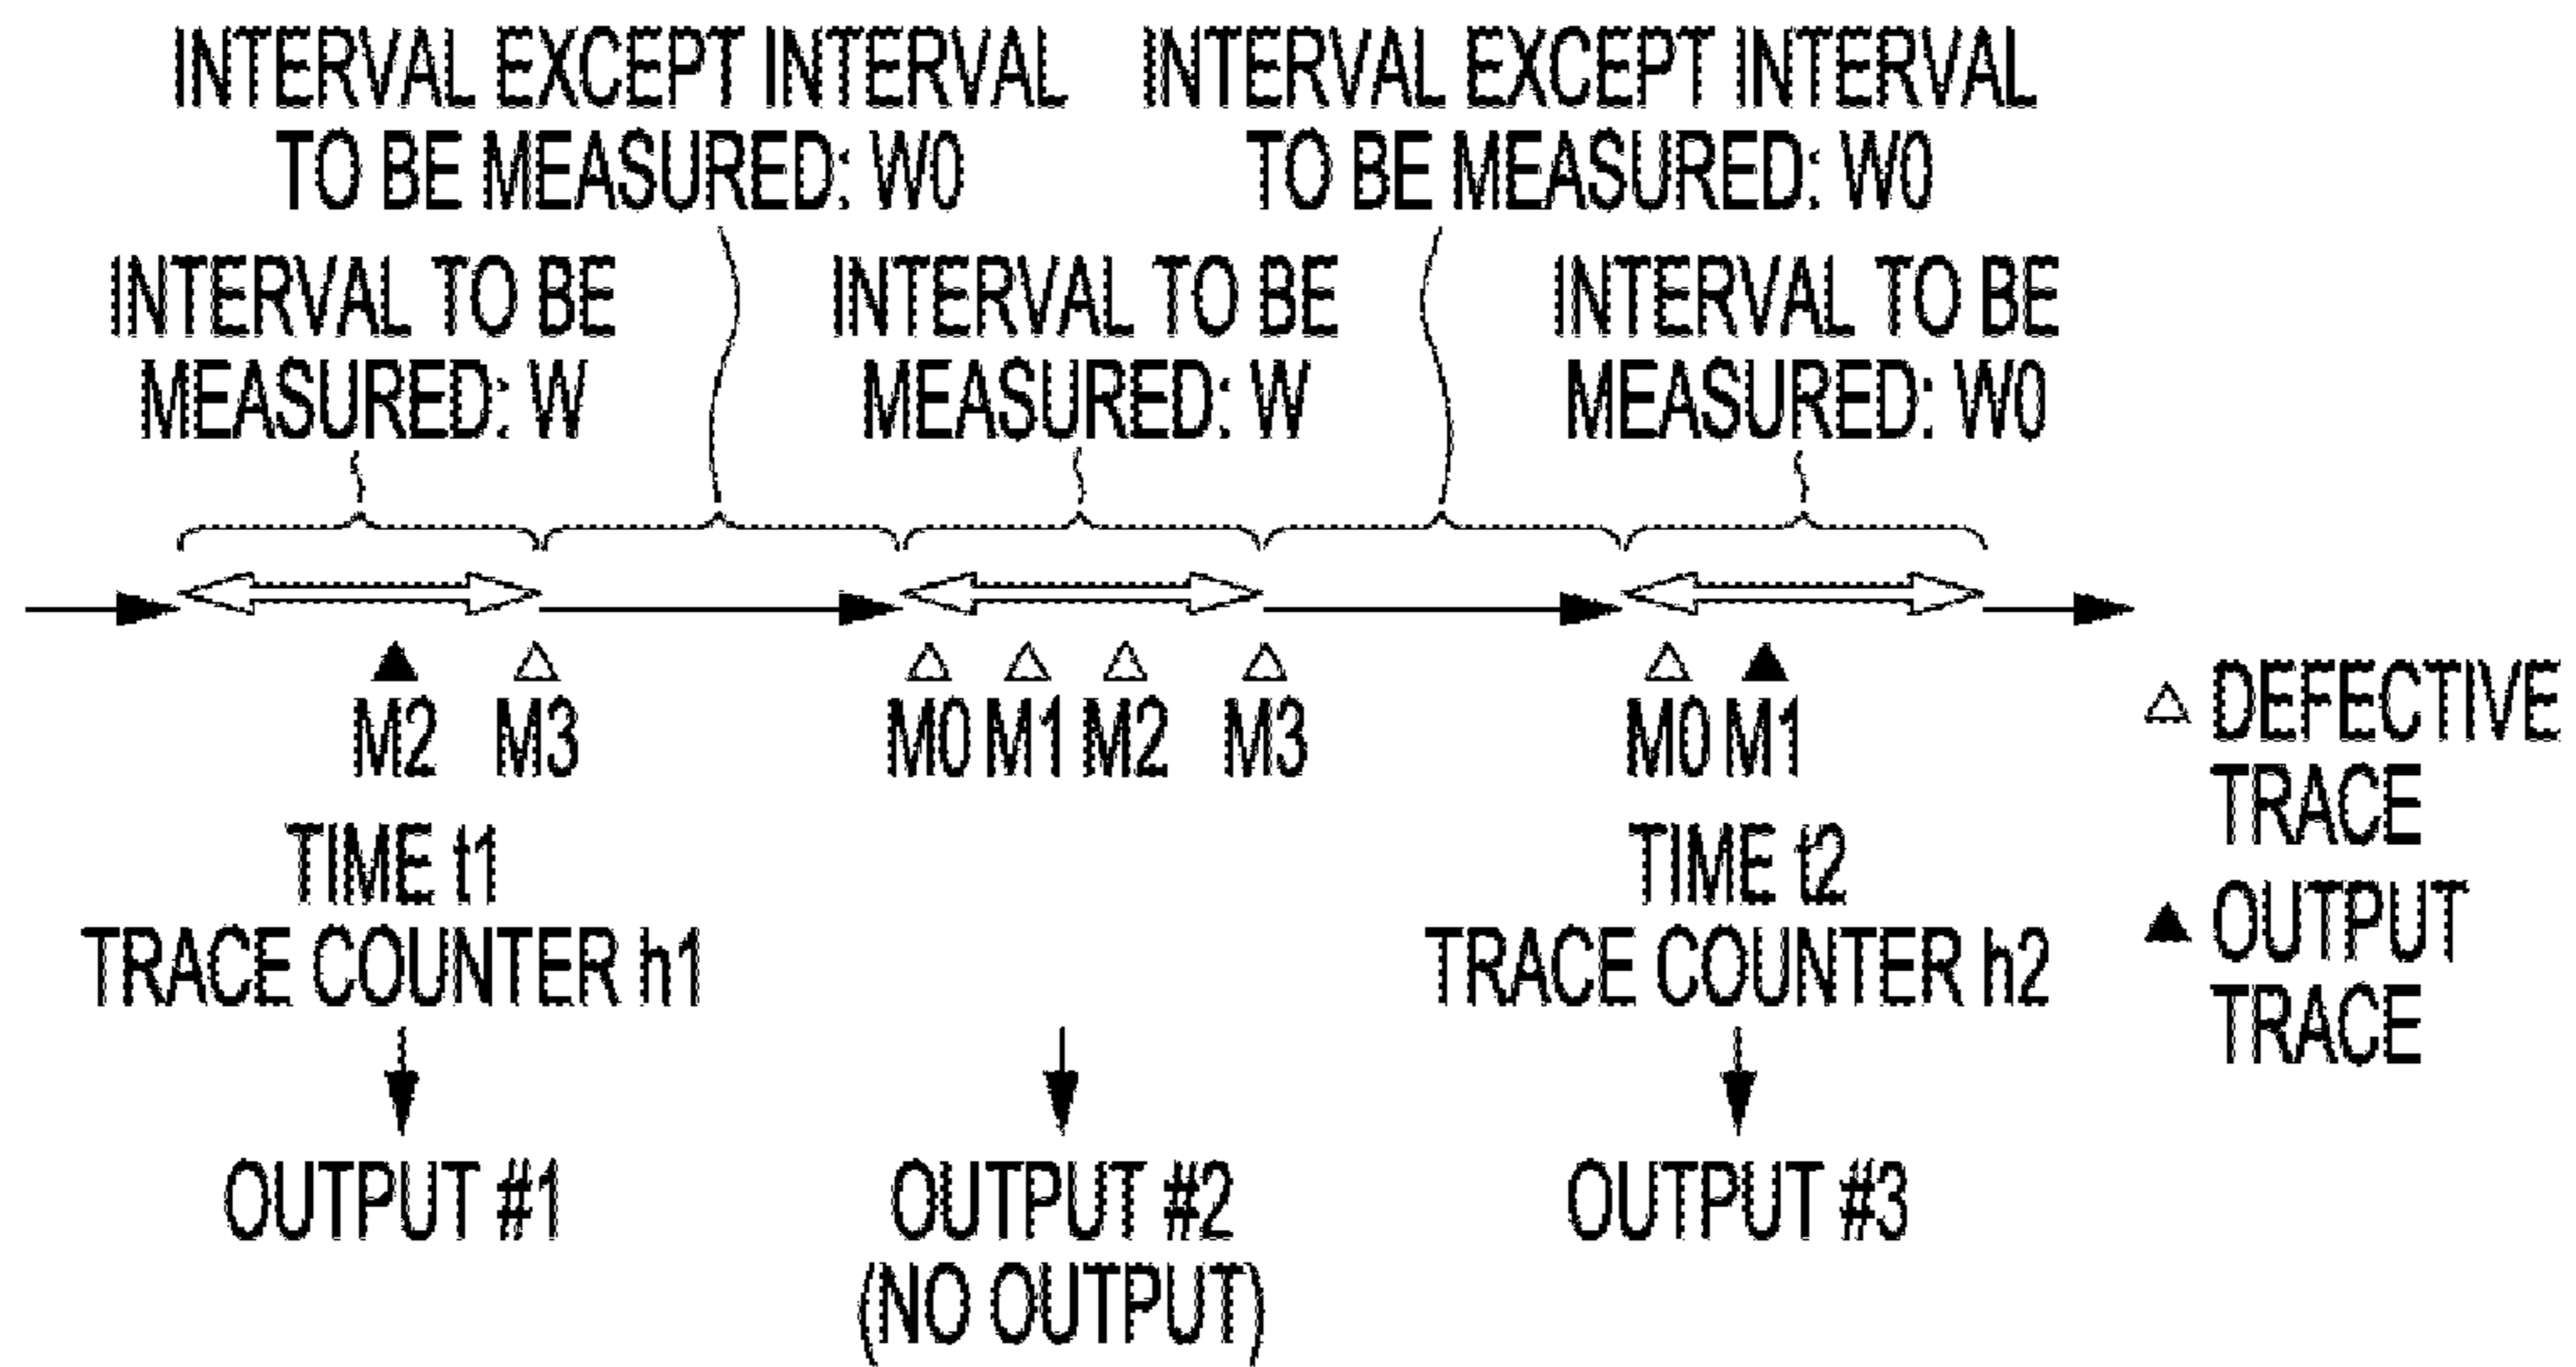 INTERVAL EXCEPT INTERVAL
TO BE MEASURED: W0
INTERVAL EXCEPT INTERVAL
TO BE MEASURED: W0
INTERVAL TO BE
MEASURED: W
INTERVAL TO BE
MEASURED: W
INTERVAL TO BE
MEASURED: W0
M2
M3
M0
M1
M2
M3
M0
M1
TIME t1
TRACE COUNTER h1
TIME t2
TRACE COUNTER h2
DEFECTIVE
TRACE
OUTPUT
TRACE
OUTPUT #1
OUTPUT #2
(NO OUTPUT)
OUTPUT #3